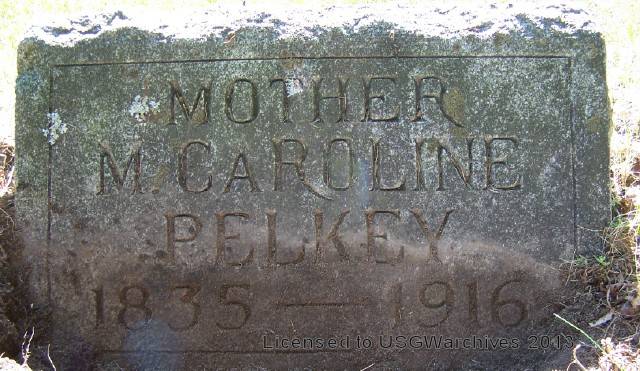 MOTHER
M. CAROLINE
PELKEY
1835 — 1916
Licensed to USGWarchives 2013